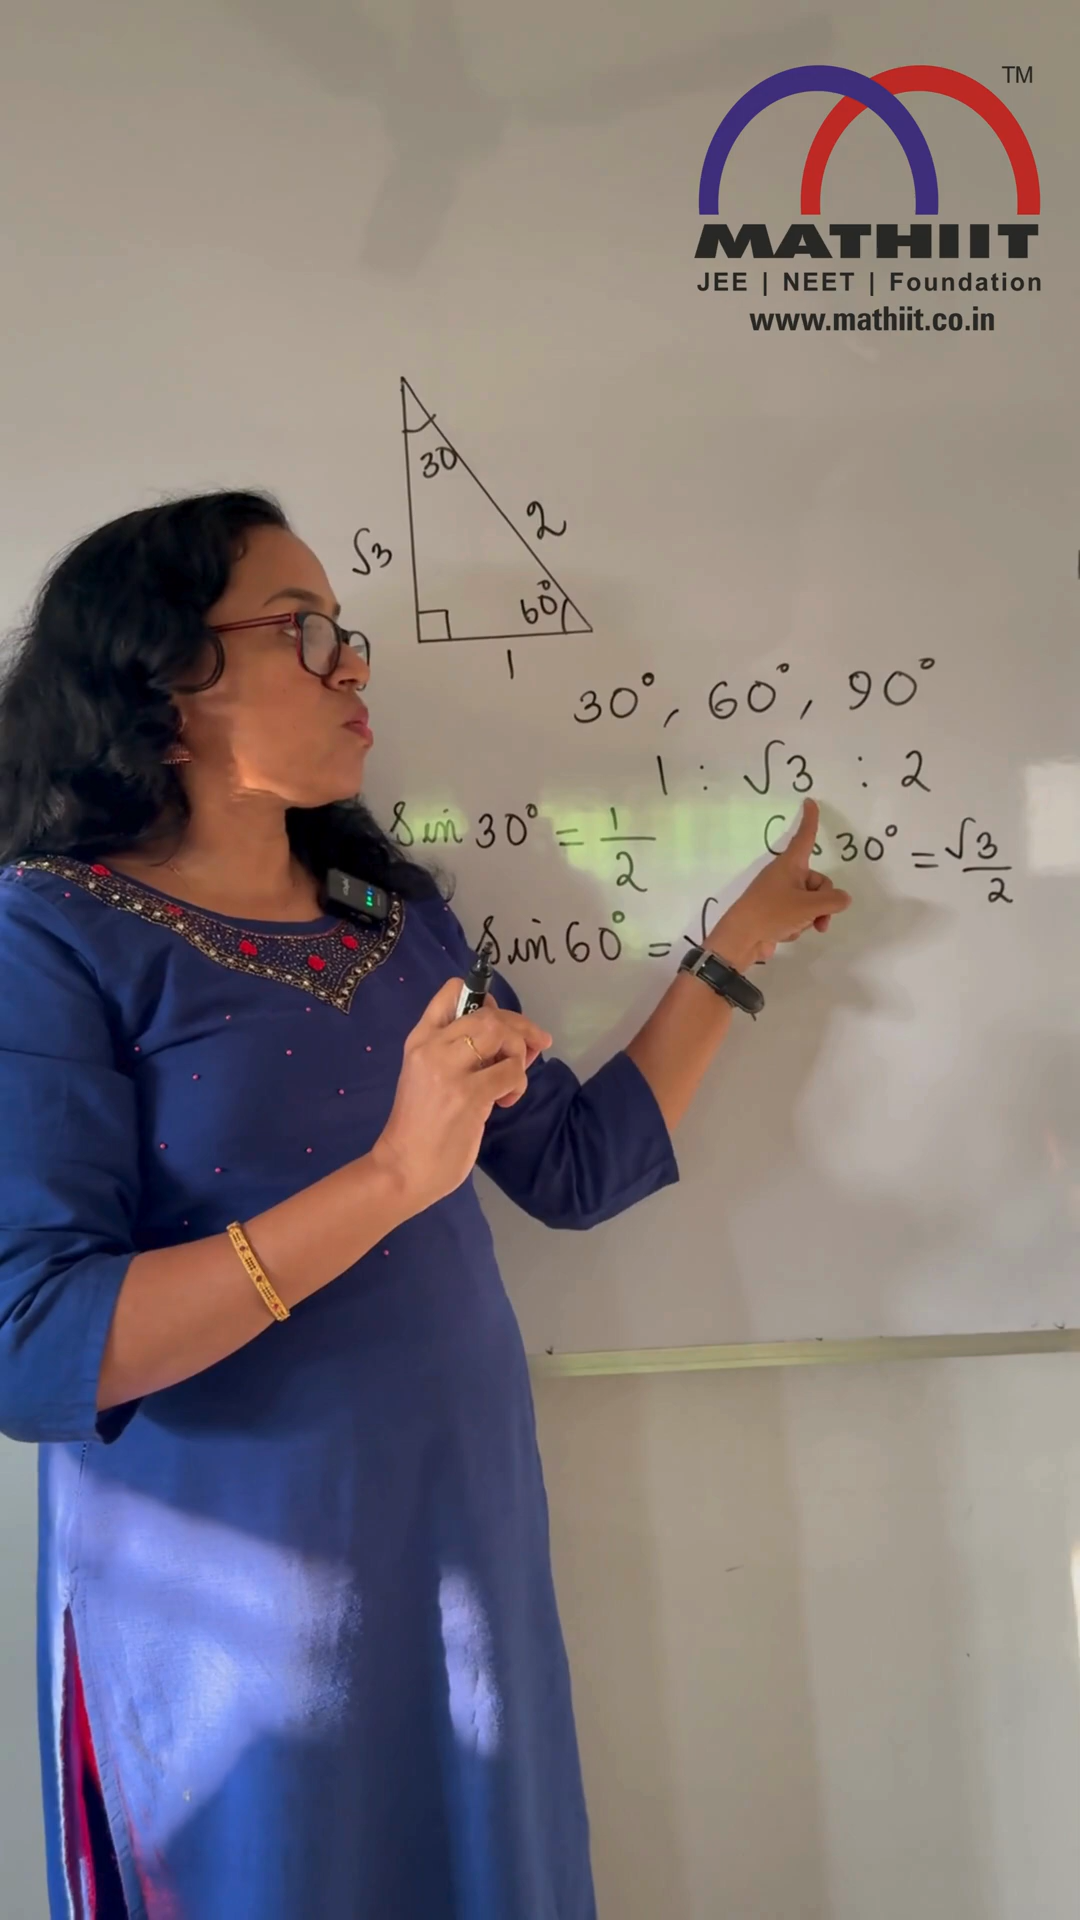 TM
MATHIIT
JEE | NEET | Foundation
www.mathiit.co.in
30
√3
2
60°
1
30°, 60°, 90°
1 : √3 : 2
Sin 30° = 1/2
30° = √3/2
Sin 60° = √